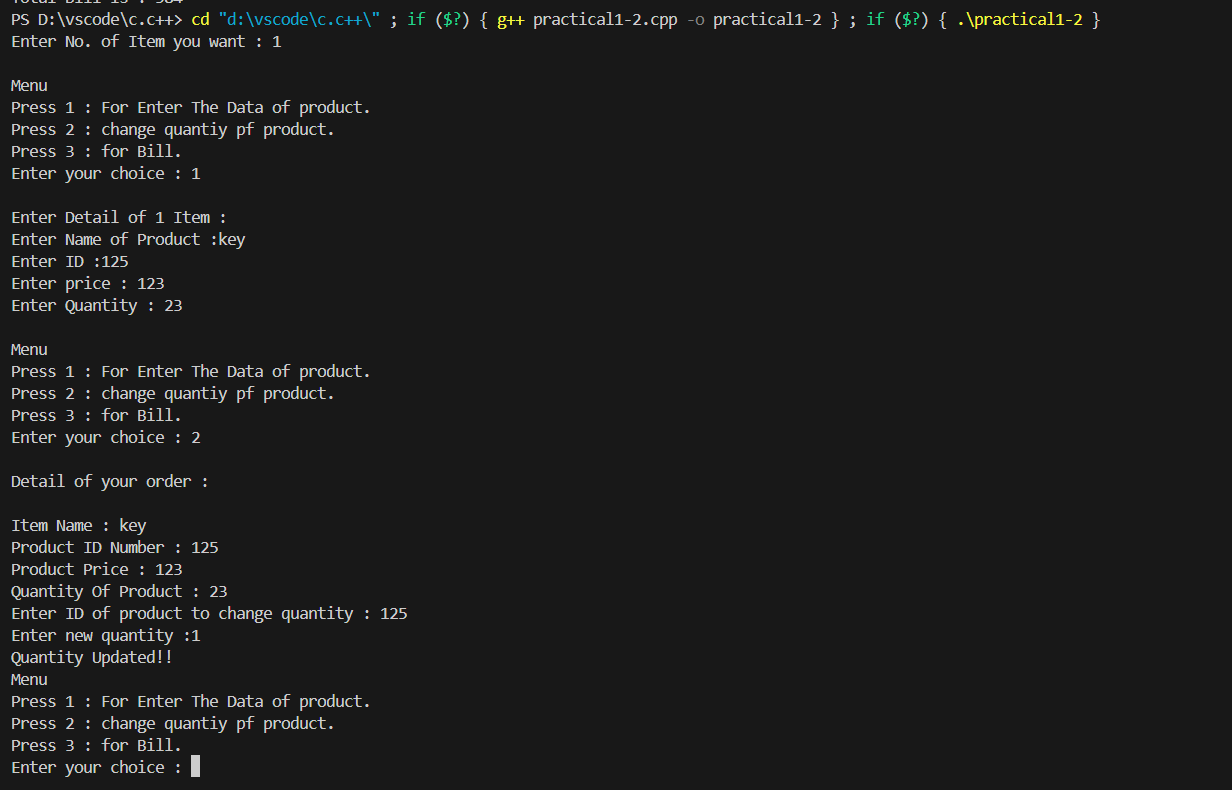 Total Bill is : 984
PS D:\vscode\c.c++> cd "d:\vscode\c.c++\" ; if ($?) { g++ practical1-2.cpp -o practical1-2 } ; if ($?) { .\practical1-2 }
Enter No. of Item you want : 1
Menu
Press 1 : For Enter The Data of product.
Press 2 : change quantiy pf product.
Press 3 : for Bill.
Enter your choice : 1
Enter Detail of 1 Item :
Enter Name of Product :key
Enter ID :125
Enter price : 123
Enter Quantity : 23
Menu
Press 1 : For Enter The Data of product.
Press 2 : change quantiy pf product.
Press 3 : for Bill.
Enter your choice : 2
Detail of your order :
Item Name : key
Product ID Number : 125
Product Price : 123
Quantity Of Product : 23
Enter ID of product to change quantity : 125
Enter new quantity :1
Quantity Updated!!
Menu
Press 1 : For Enter The Data of product.
Press 2 : change quantiy pf product.
Press 3 : for Bill.
Enter your choice :